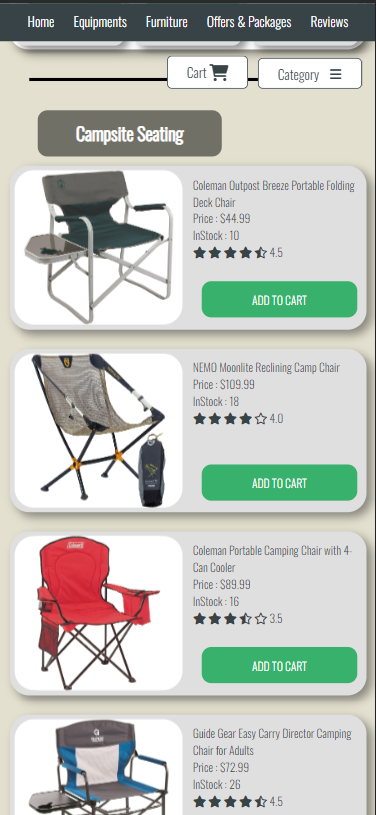 Home Equipments Furniture Offers & Packages Reviews
Cart Category
Campsite Seating
Coleman Outpost Breeze Portable Folding
Deck Chair
Price : $44.99
InStock : 10
4.5
ADD TO CART
NEMO Moonlite Reclining Camp Chair
Price : $109.99
InStock : 18
4.0
ADD TO CART
Coleman
Coleman Portable Camping Chair with 4-
Can Cooler
Price : $89.99
InStock : 16
3.5
ADD TO CART
Guide Gear Easy Carry Director Camping
Chair for Adults
Price : $72.99
InStock : 26
4.5